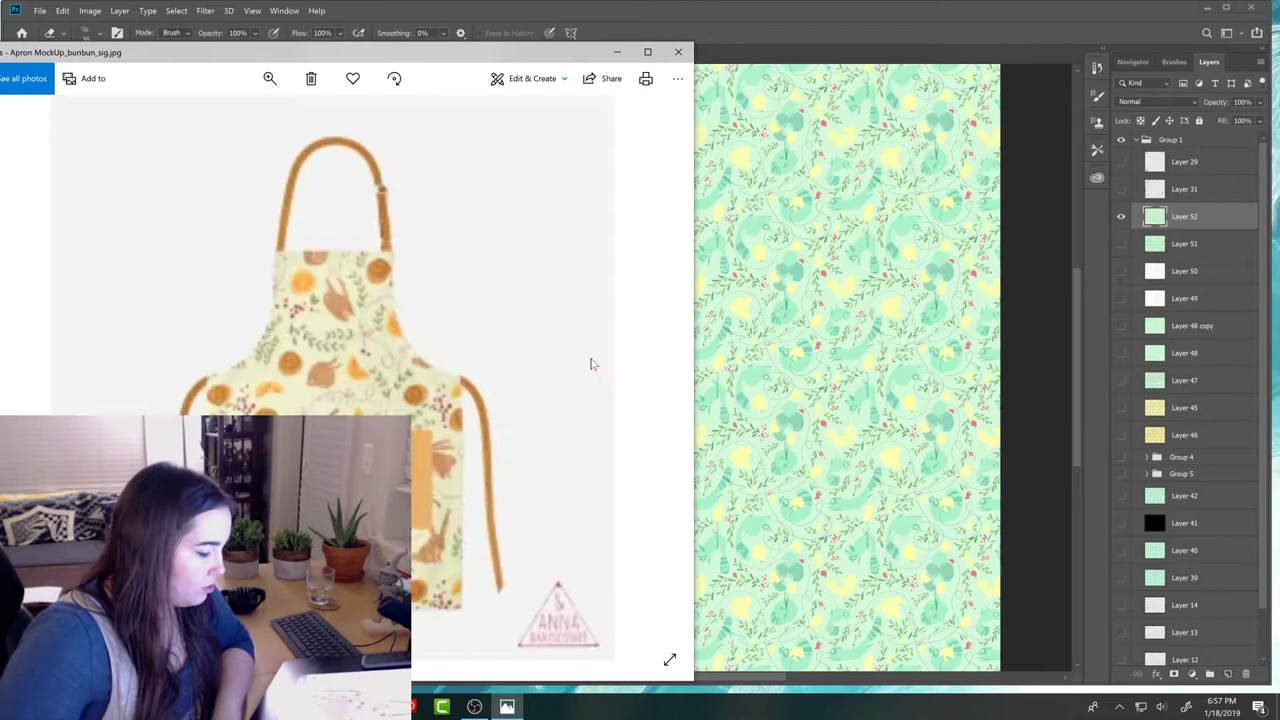 Ps File Edit Image Layer Type Select Filter 3D View Window Help
Mode: Brush Opacity: 100% Flow: 100% Smoothing: 0% Erase to History
s - Apron MockUp_bunbun_sig.jpg
See all photos Add to Edit & Create Share
Navigator Brushes Layers
Kind
Normal Opacity: 100%
Lock: Fill: 100%
Group 1
Layer 29
Layer 31
Layer 52
Layer 51
Layer 50
Layer 49
Layer 48 copy
Layer 48
Layer 47
Layer 45
Layer 46
Group 4
Group 5
Layer 42
Layer 41
Layer 40
Layer 39
Layer 14
Layer 13
Layer 12
ANNA
6:57 PM
1/18/2019